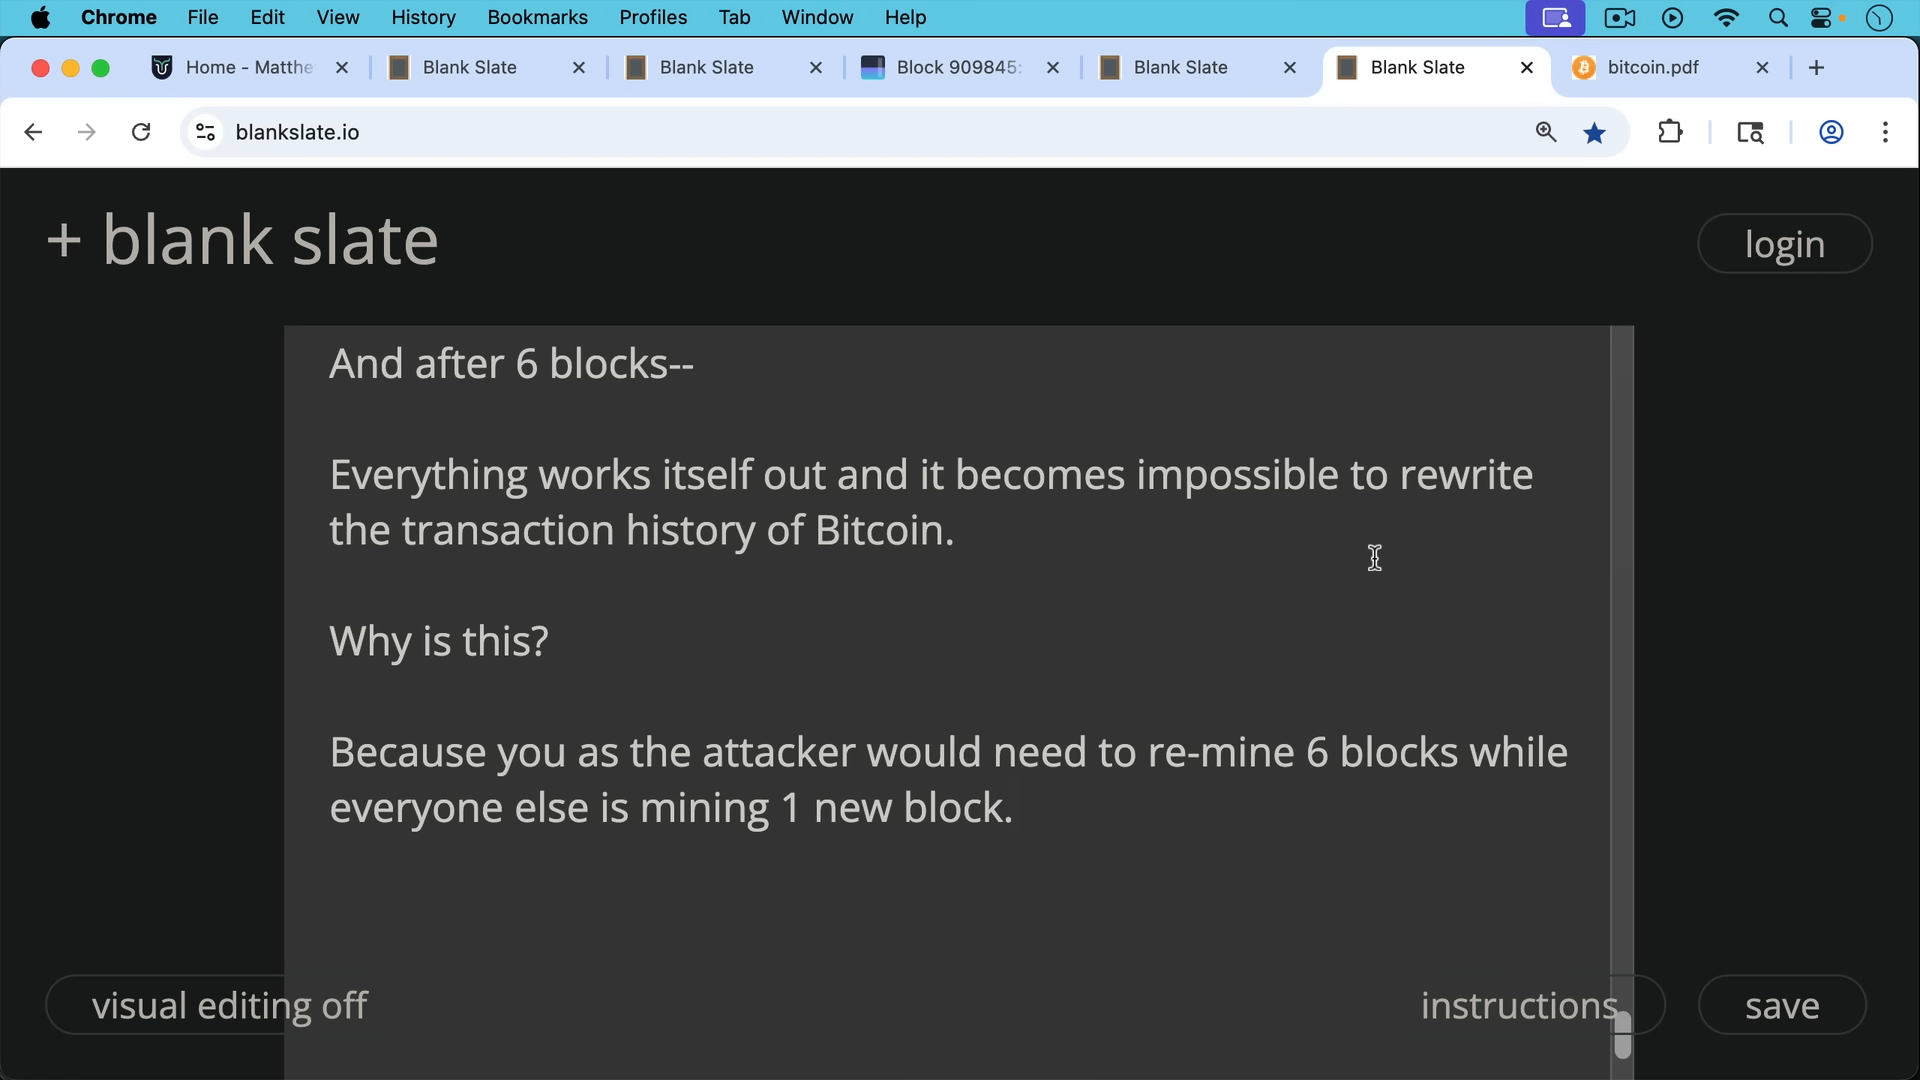 Chrome File Edit View History Bookmarks Profiles Tab Window Help
Home - Matthe Blank Slate Blank Slate Block 909845: Blank Slate Blank Slate bitcoin.pdf
blankslate.io
+ blank slate
login
And after 6 blocks--
Everything works itself out and it becomes impossible to rewrite
the transaction history of Bitcoin.
Why is this?
Because you as the attacker would need to re-mine 6 blocks while
everyone else is mining 1 new block.
visual editing off
instructions
save